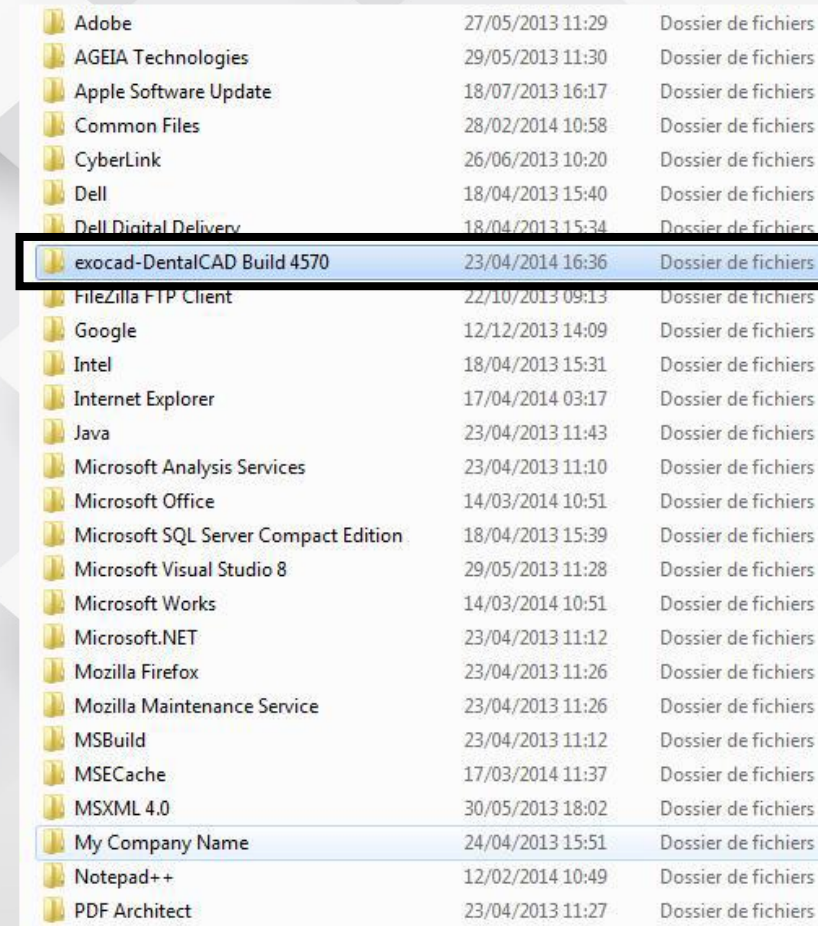 Adobe 27/05/2013 11:29 Dossier de fichiers
AGEIA Technologies 29/05/2013 11:30 Dossier de fichiers
Apple Software Update 18/07/2013 16:17 Dossier de fichiers
Common Files 28/02/2014 10:58 Dossier de fichiers
CyberLink 26/06/2013 10:20 Dossier de fichiers
Dell 18/04/2013 15:40 Dossier de fichiers
Dell Digital Delivery 18/04/2013 15:34 Dossier de fichiers
exocad-DentalCAD Build 4570 23/04/2014 16:36 Dossier de fichiers
FileZilla FTP Client 22/10/2013 09:13 Dossier de fichiers
Google 12/12/2013 14:09 Dossier de fichiers
Intel 18/04/2013 15:31 Dossier de fichiers
Internet Explorer 17/04/2014 03:17 Dossier de fichiers
Java 23/04/2013 11:43 Dossier de fichiers
Microsoft Analysis Services 23/04/2013 11:10 Dossier de fichiers
Microsoft Office 14/03/2014 10:51 Dossier de fichiers
Microsoft SQL Server Compact Edition 18/04/2013 15:39 Dossier de fichiers
Microsoft Visual Studio 8 29/05/2013 11:28 Dossier de fichiers
Microsoft Works 14/03/2014 10:51 Dossier de fichiers
Microsoft.NET 23/04/2013 11:12 Dossier de fichiers
Mozilla Firefox 23/04/2013 11:26 Dossier de fichiers
Mozilla Maintenance Service 23/04/2013 11:26 Dossier de fichiers
MSBuild 23/04/2013 11:12 Dossier de fichiers
MSECache 17/03/2014 11:37 Dossier de fichiers
MSXML 4.0 30/05/2013 18:02 Dossier de fichiers
My Company Name 24/04/2013 15:51 Dossier de fichiers
Notepad++ 12/02/2014 10:49 Dossier de fichiers
PDF Architect 23/04/2013 11:27 Dossier de fichiers